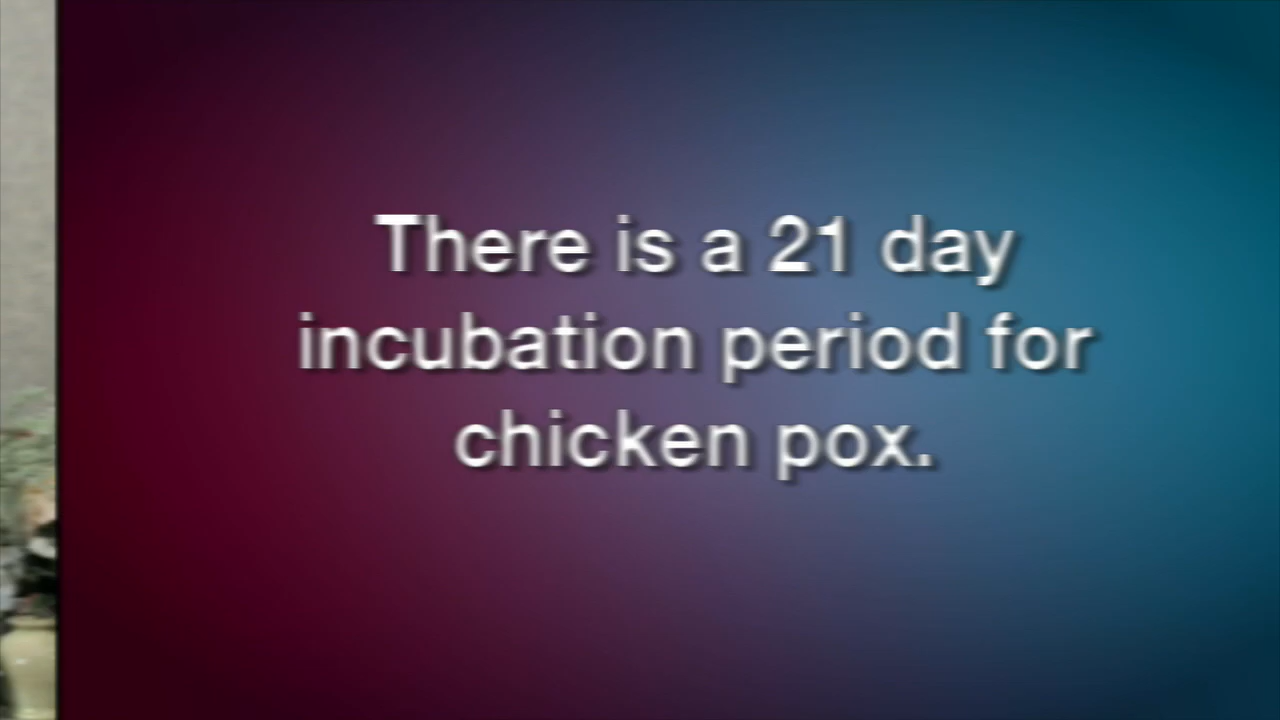 There is a 21 day
incubation period for
chicken pox.